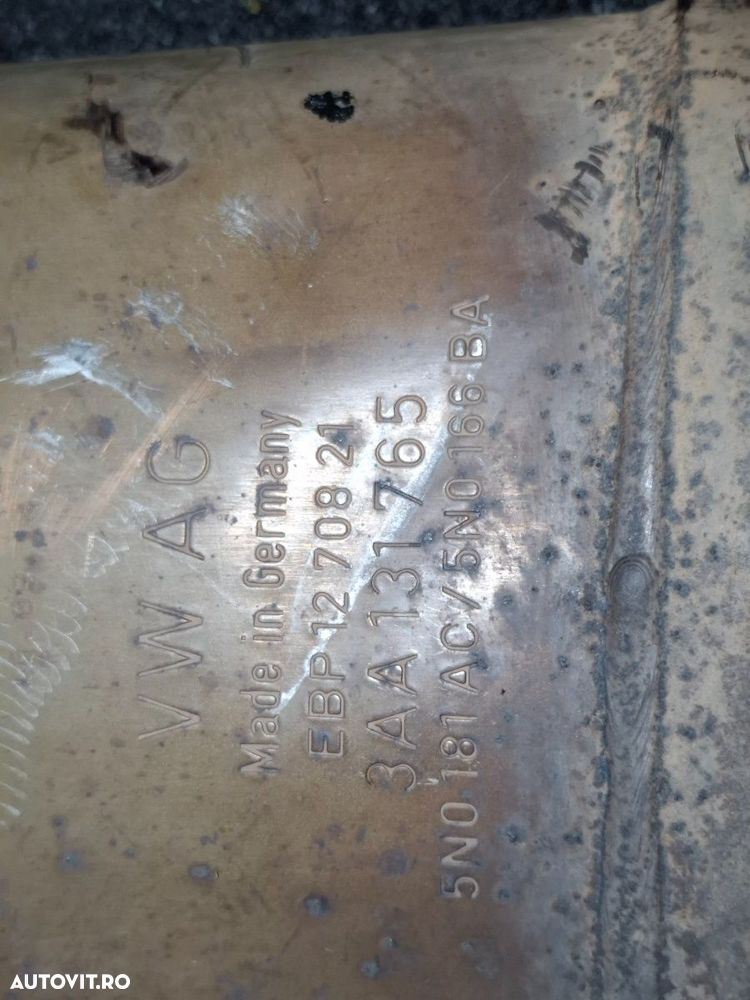 VW AG
Made in Germany
EBP 12 708 21
3AA 131 765
5N0 181 AC/5N0 166 BA
AUTOVIT.RO